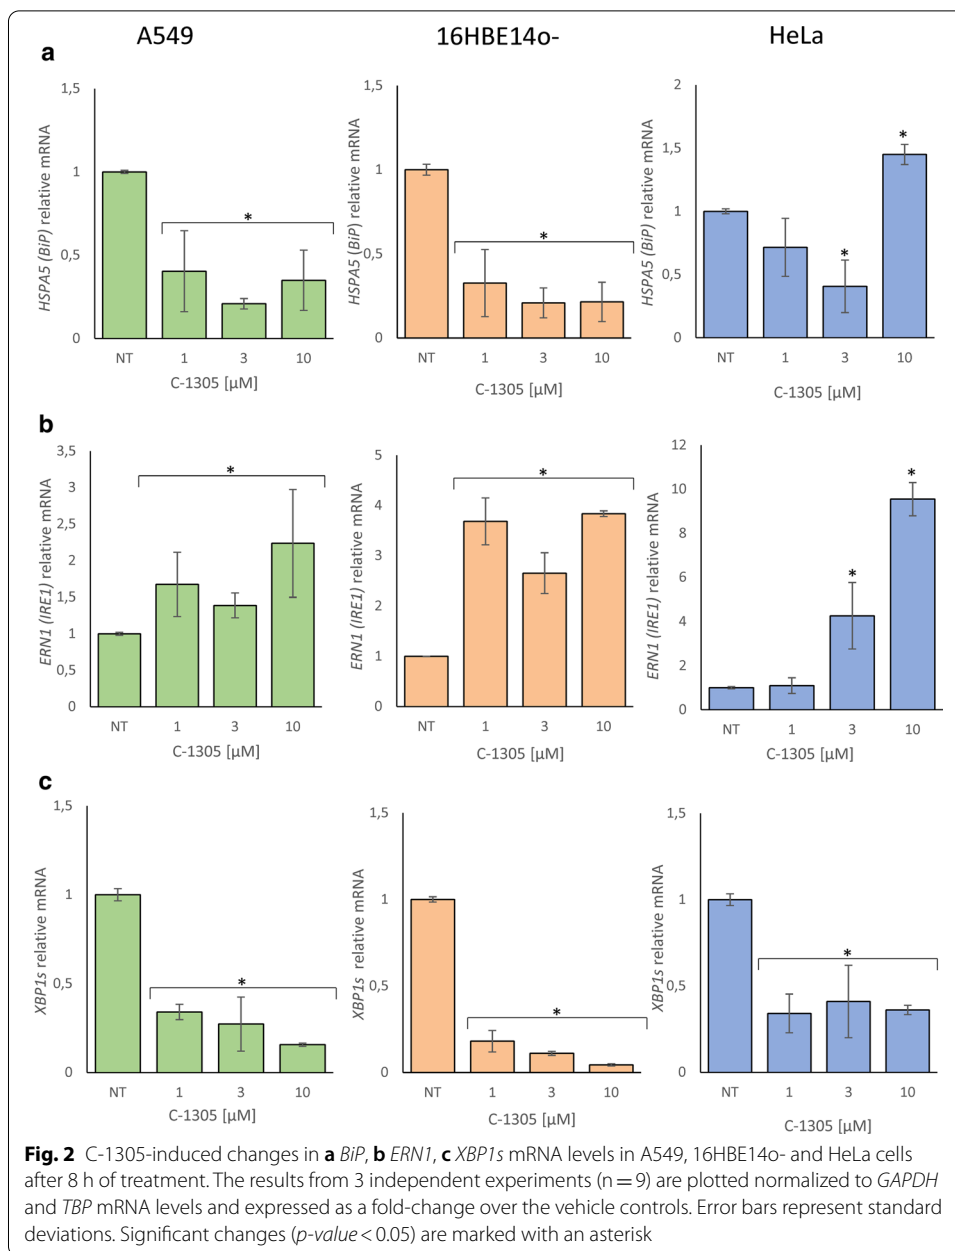 A549 16HBE14o- HeLa
a
HSPA5 (BiP) relative mRNA
1,5
1
0,5
0
*
NT 1 3 10
C-1305 [µM]
HSPA5 (BiP) relative mRNA
1,5
1
0,5
0
*
NT 1 3 10
C-1305 [µM]
HSPA5 (BiP) relative mRNA
2
1,5
1
0,5
0
*
*
NT 1 3 10
C-1305 [µM]
b
ERN1 (IRE1) relative mRNA
3,5
3
2,5
2
1,5
1
0,5
0
*
NT 1 3 10
C-1305 [µM]
ERN1 (IRE1) relative mRNA
5
4
3
2
1
0
*
NT 1 3 10
C-1305 [µM]
ERN1 (IRE1) relative mRNA
12
10
8
6
4
2
0
*
*
NT 1 3 10
C-1305 [µM]
c
XBP1s relative mRNA
1,5
1
0,5
0
*
NT 1 3 10
C-1305 [µM]
XBP1s relative mRNA
1,5
1
0,5
0
*
NT 1 3 10
C-1305 [µM]
XBP1s relative mRNA
1,5
1
0,5
0
*
NT 1 3 10
C-1305 [µM]
Fig. 2 C-1305-induced changes in a BiP, b ERN1, c XBP1s mRNA levels in A549, 16HBE14o- and HeLa cells
after 8 h of treatment. The results from 3 independent experiments (n = 9) are plotted normalized to GAPDH
and TBP mRNA levels and expressed as a fold-change over the vehicle controls. Error bars represent standard
deviations. Significant changes (p-value < 0.05) are marked with an asterisk